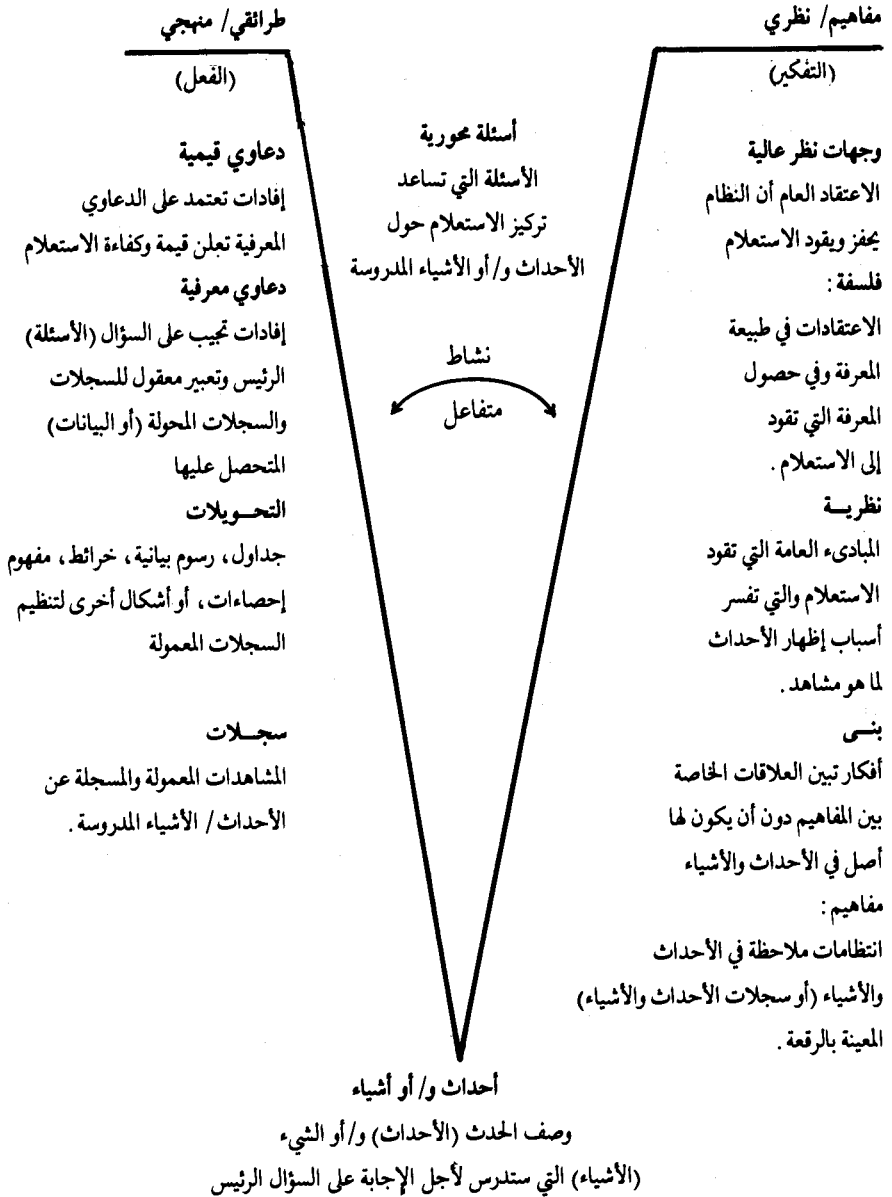 مفاهيم/ نظري
(التفكير)
وجهات نظر عالية
الاعتقاد العام أن النظام
يحفز ويقود الاستعلام
فلسفة :
الاعتقادات في طبيعة
المعرفة وفي حصول
المعرفة التي تقود
إلى الاستعلام .
نظريــة
المبادىء العامة التي تقود
الاستعلام والتي تفسر
أسباب إظهار الأحداث
لما هو مشاهد .
بنــى
أفكار تبين العلاقات الخاصة
بين المفاهيم دون أن يكون لها
أصل في الأحداث والأشياء
مفاهيم :
انتظامات ملاحظة في الأحداث
والأشياء (أو سجلات الأحداث والأشياء)
المعينة بالرقعة .
أسئلة محورية
الأسئلة التي تساعد
تركيز الاستعلام حول
الأحداث و/ أو الأشياء المدروسة
نشاط
متفاعل
طرائقي/ منهجي
(الفعل)
دعاوي قيمية
إفادات تعتمد على الدعاوي
المعرفية تعلن قيمة وكفاءة الاستعلام
دعاوي معرفية
إفادات تجيب على السؤال (الأسئلة)
الرئيس وتعبير معقول للسجلات
والسجلات المحولة (أو البيانات)
المتحصل عليها
التحــويلات
جداول، رسوم بيانية، خرائط، مفهوم
إحصاءات، أو أشكال أخرى لتنظيم
السجلات المعمولة
سجــلات
المشاهدات المعمولة والمسجلة عن
الأحداث/ الأشياء المدروسة .
أحداث و/ أو أشياء
وصف الحدث (الأحداث) و/ أو الشيء
(الأشياء) التي ستدرس لأجل الإجابة على السؤال الرئيس